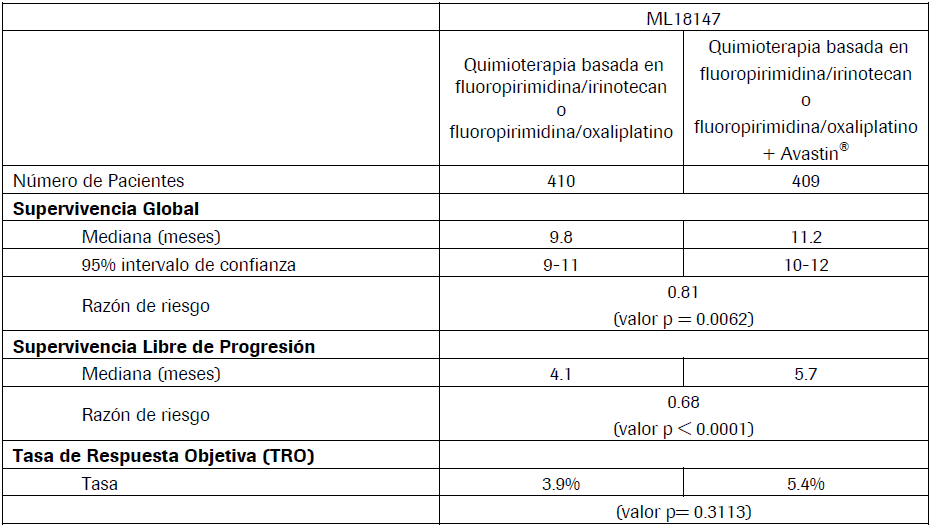 ML18147
Quimioterapia basada en
fluoropirimidina/irinotecan
o
fluoropirimidina/oxaliplatino
Quimioterapia basada en
fluoropirimidina/irinotecan
o
fluoropirimidina/oxaliplatino
+ Avastin®
Número de Pacientes 410 409
Supervivencia Global
Mediana (meses) 9.8 11.2
95% intervalo de confianza 9-11 10-12
Razón de riesgo 0.81
(valor p = 0.0062)
Supervivencia Libre de Progresión
Mediana (meses) 4.1 5.7
Razón de riesgo 0.68
(valor p < 0.0001)
Tasa de Respuesta Objetiva (TRO)
Tasa 3.9% 5.4%
(valor p= 0.3113)